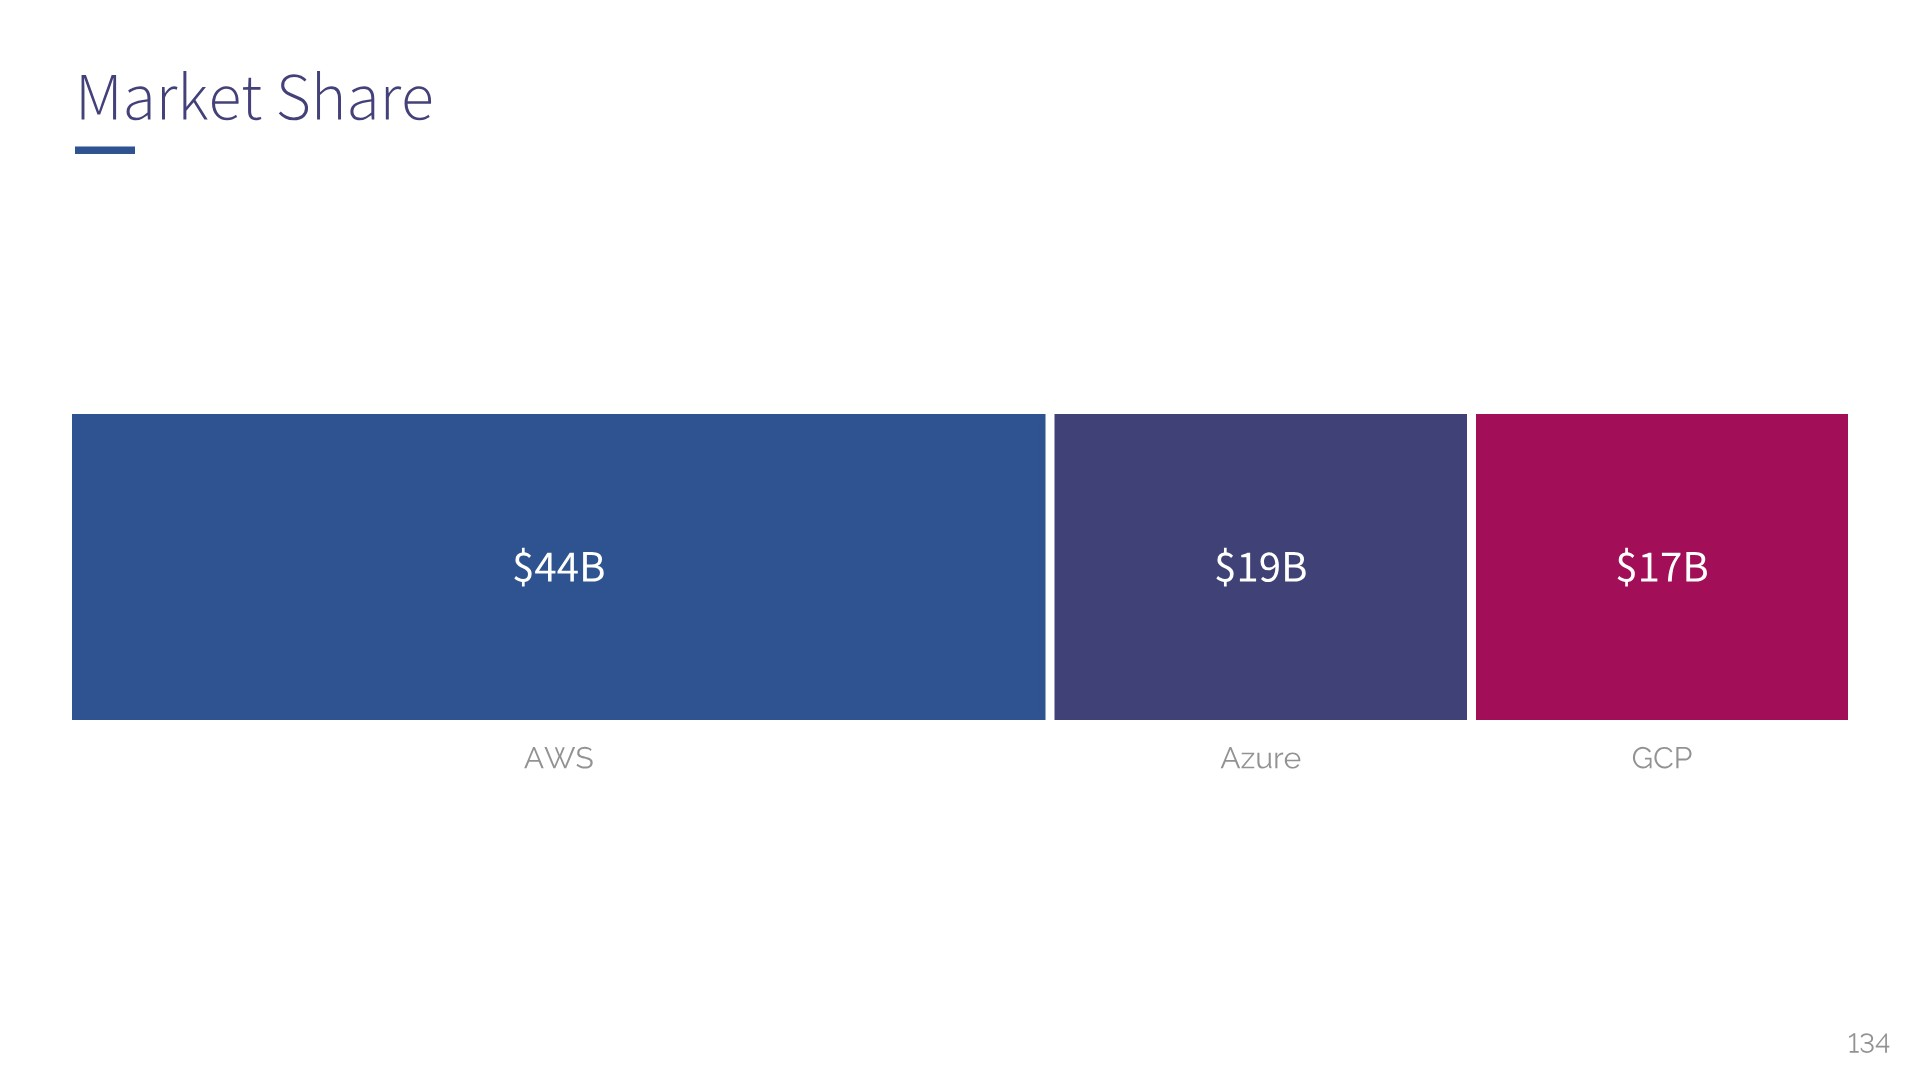 Market Share
$44B
$19B
$17B
AWS
Azure
GCP
134